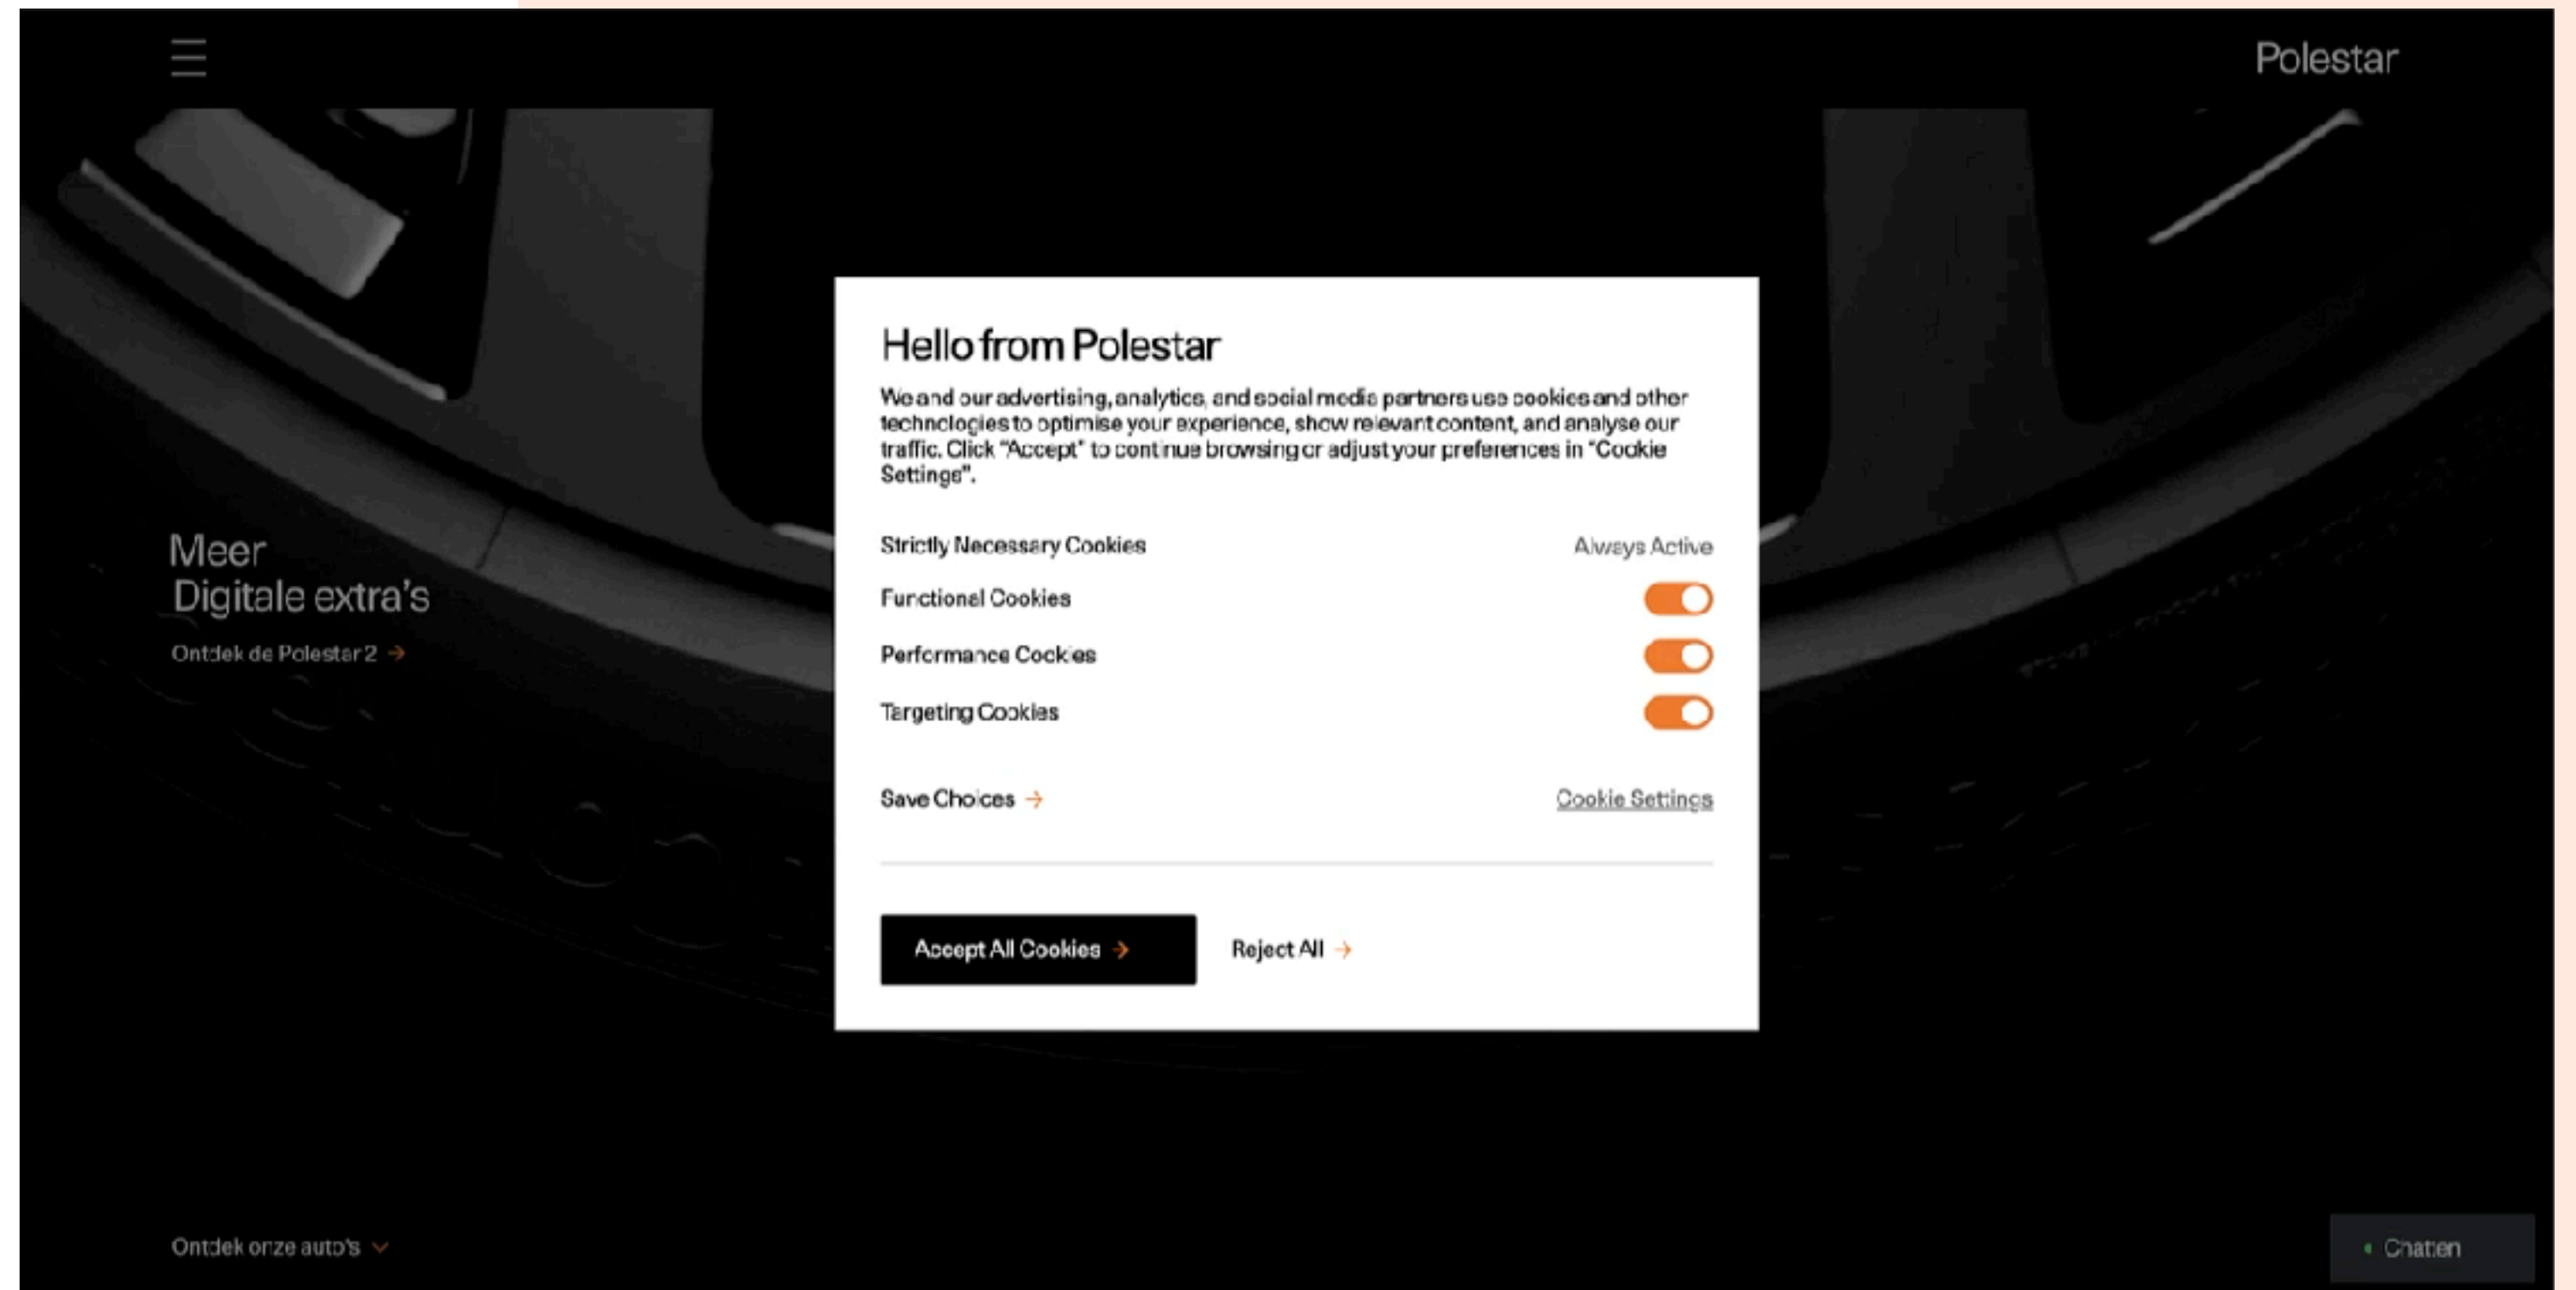 Polestar
Hello from Polestar
We and our advertising, analytics, and social media partners use cookies and other
technologies to optimise your experience, show relevant content, and analyse our
traffic. Click "Accept" to continue browsing or adjust your preferences in "Cookie
Settings".
Strictly Necessary Cookies Always Active
Functional Cookies
Performance Cookies
Targeting Cookies
Save Choices → Cookie Settings
Accept All Cookies → Reject All →
Meer
Digitale extra's
Ontdek de Polestar 2 →
Ontdek onze auto's
Chatten